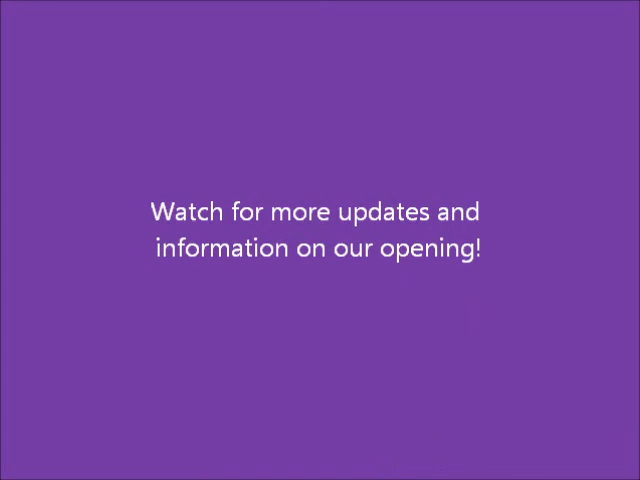 Watch for more updates and
information on our opening!